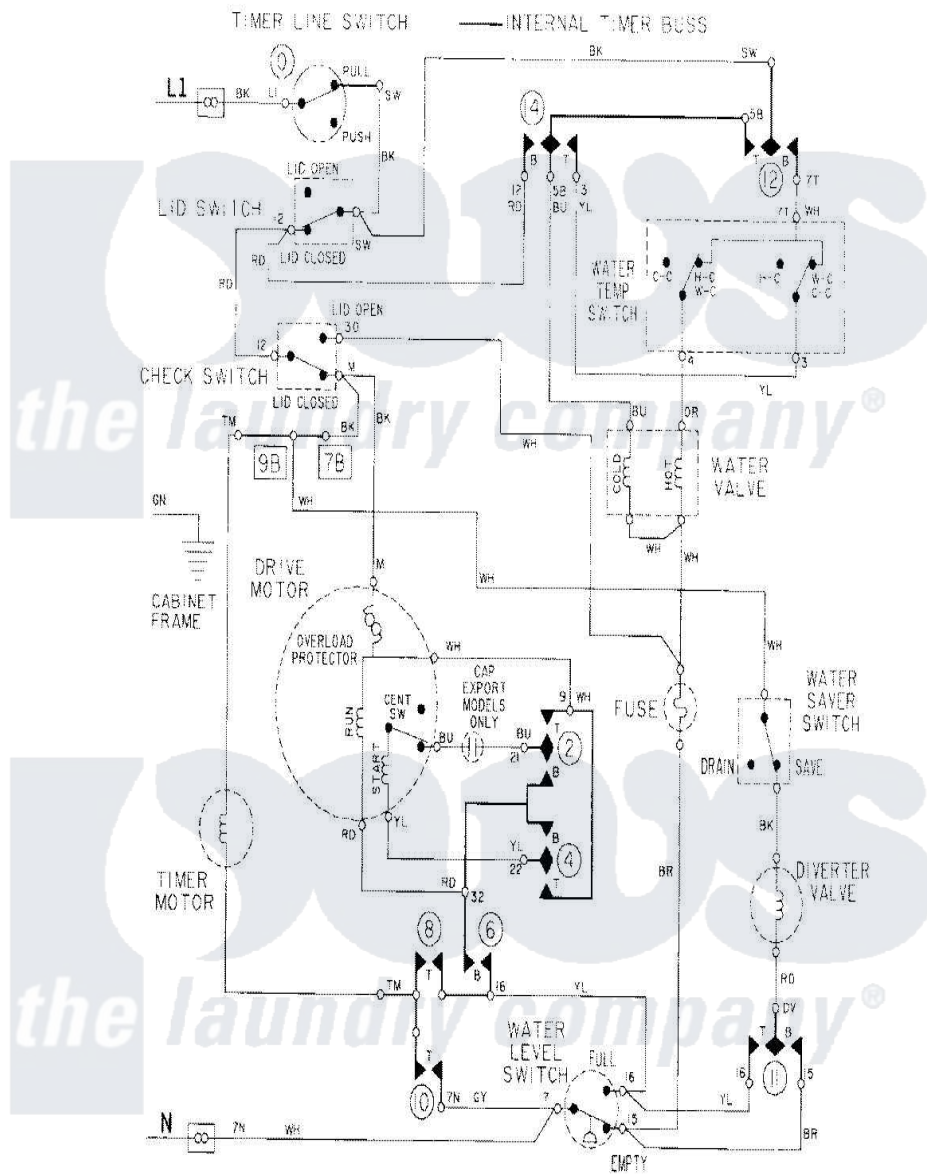 TIMER LINE SWITCH
INTERNAL TIMER BUSS
BK
SW
0
PULL
L1
BK
L1
SW
PUSH
BK
14
5B
B
T
T
B
12
LID OPEN
12
5B
3
7T
RD
BU
YL
LID SWITCH
12
SW
7T
WH
RD
LID CLOSED
RD
WATER
TEMP
SWITCH
C-C
H-C
W-C
H-C
W-C
C-C
LID OPEN
30
12
M
4
3
CHECK SWITCH
YL
LID CLOSED
BK
BK
BU
OR
the laundry company®
TM
WH
9B
7B
COLD
HOT
WATER
VALVE
GN
WH
WH
WH
WH
CABINET
FRAME
DRIVE
MOTOR
M
OVERLOAD
PROTECTOR
WH
WH
WATER
SAVER
SWITCH
CAP
EXPORT
MODELS
ONLY
9
WH
FUSE
CENT
SW
RUN
START
BU
BU
21
T
2
B
DRAIN
SAVE
BK
B
RD
YL
YL
22
4
T
BR
TIMER
MOTOR
RD
32
DIVERTER
VALVE
8
6
T
B
RD
TM
16
YL
DV
the laundry company®
WATER
LEVEL
SWITCH
FULL
T
B
T
16
11
15
10
7N
GY
7
16
YL
15
N
7N
WH
BR
EMPTY